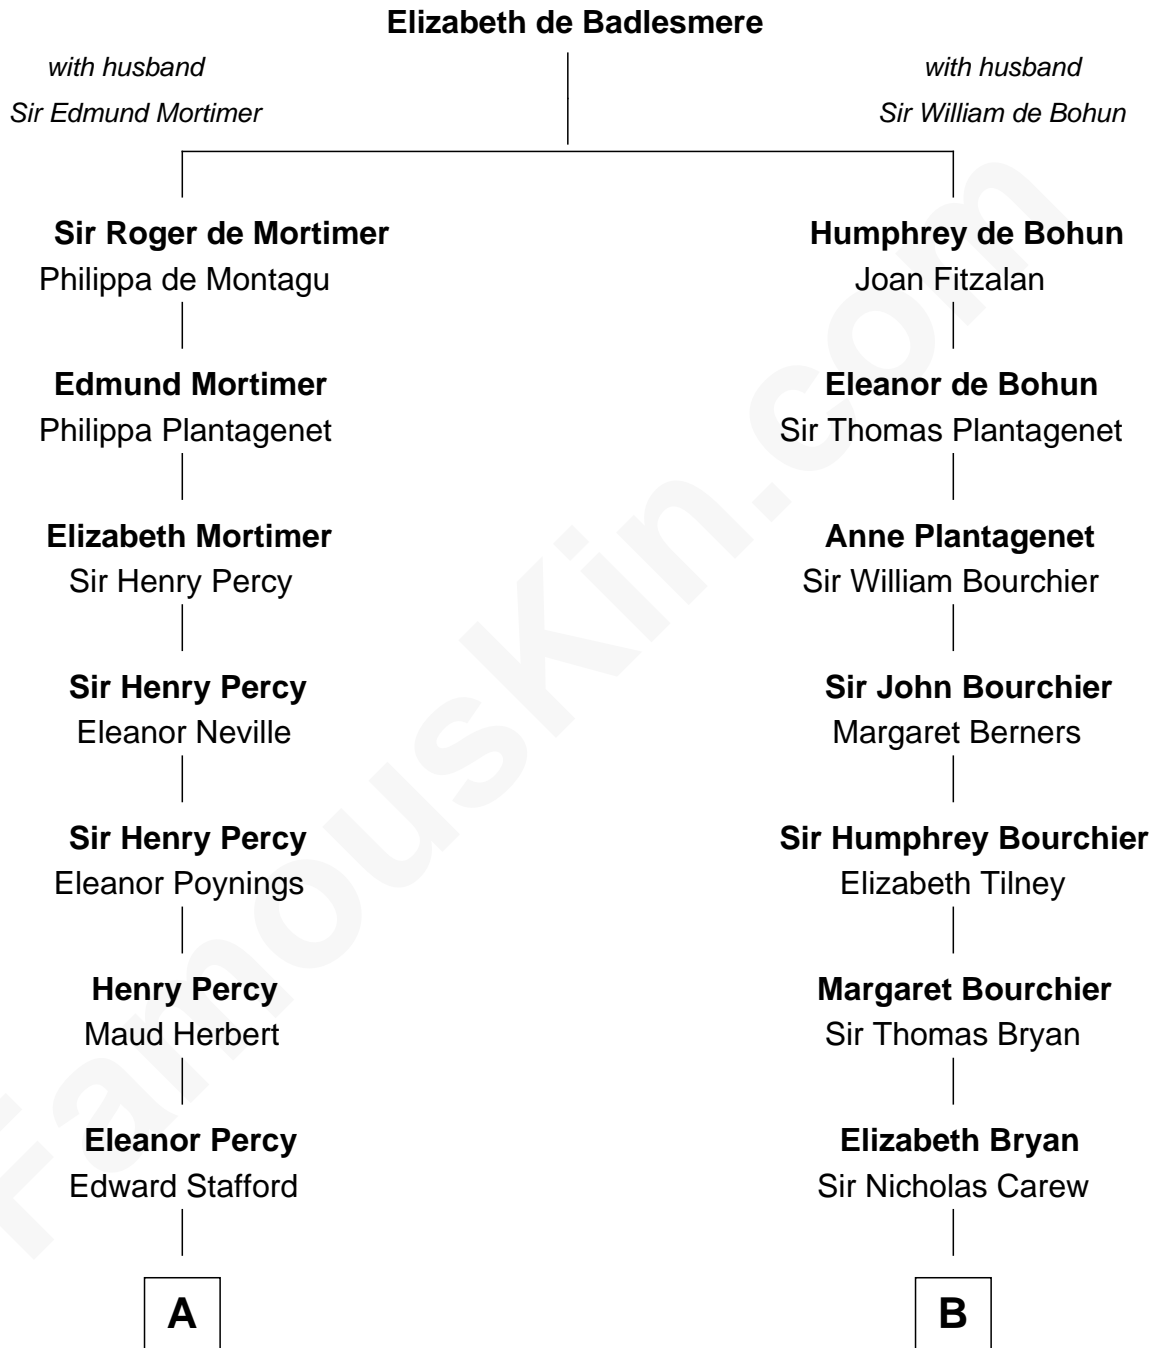 Elizabeth de Badlesmere
with husband
Sir Edmund Mortimer
with husband
Sir William de Bohun
Sir Roger de Mortimer
Philippa de Montagu
Humphrey de Bohun
Joan Fitzalan
Edmund Mortimer
Philippa Plantagenet
Eleanor de Bohun
Sir Thomas Plantagenet
Elizabeth Mortimer
Sir Henry Percy
Anne Plantagenet
Sir William Bourchier
Sir Henry Percy
Eleanor Neville
Sir John Bourchier
Margaret Berners
Sir Henry Percy
Eleanor Poynings
Sir Humphrey Bourchier
Elizabeth Tilney
Henry Percy
Maud Herbert
Margaret Bourchier
Sir Thomas Bryan
Eleanor Percy
Edward Stafford
Elizabeth Bryan
Sir Nicholas Carew
A
B
FamousKin.com